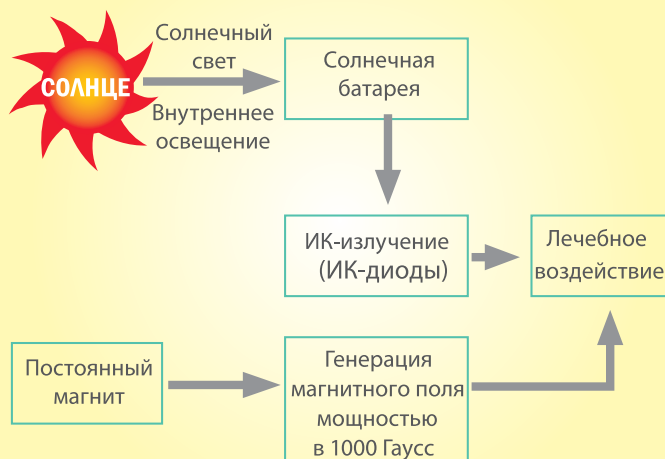 СОЛНЦЕ
Солнечный
свет
Внутреннее
освещение
Солнечная
батарея
ИК-излучение
(ИК-диоды)
Лечебное
воздействие
Постоянный
магнит
Генерация
магнитного поля
мощностью
в 1000 Гаусс